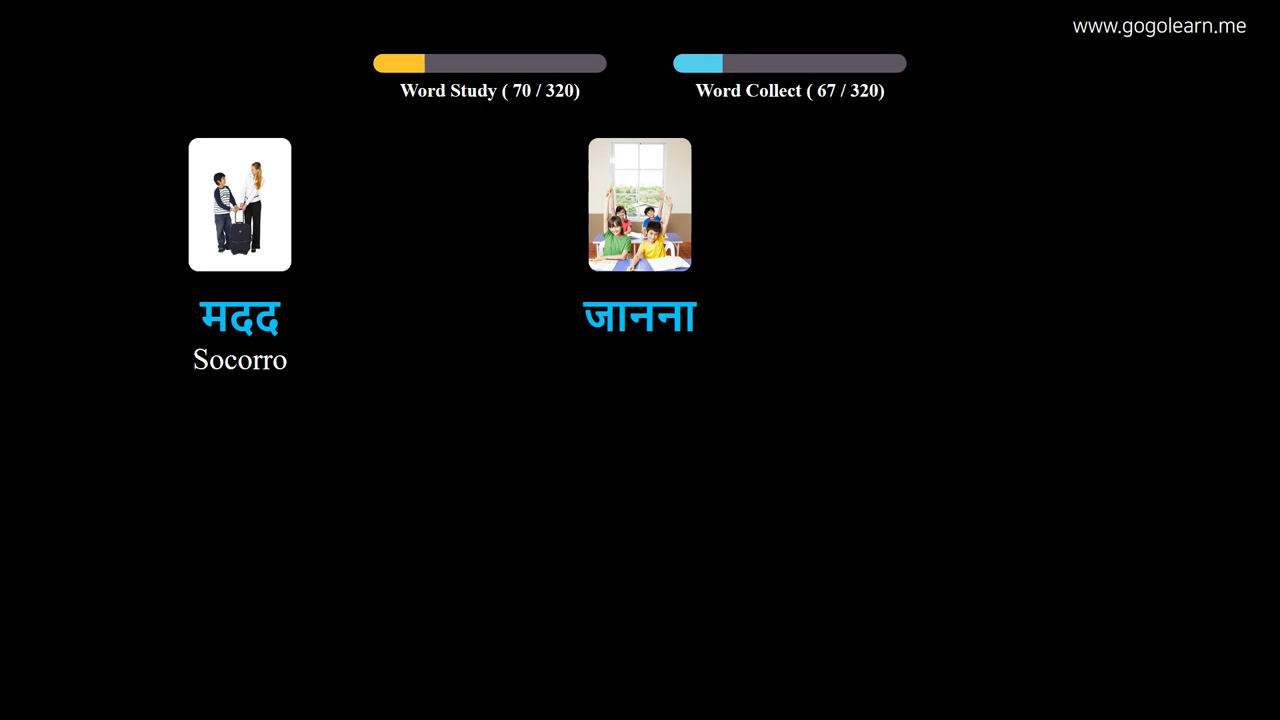 www.gogolearn.me
Word Study ( 70 / 320)
Word Collect ( 67 / 320)
मदद
Socorro
जानना